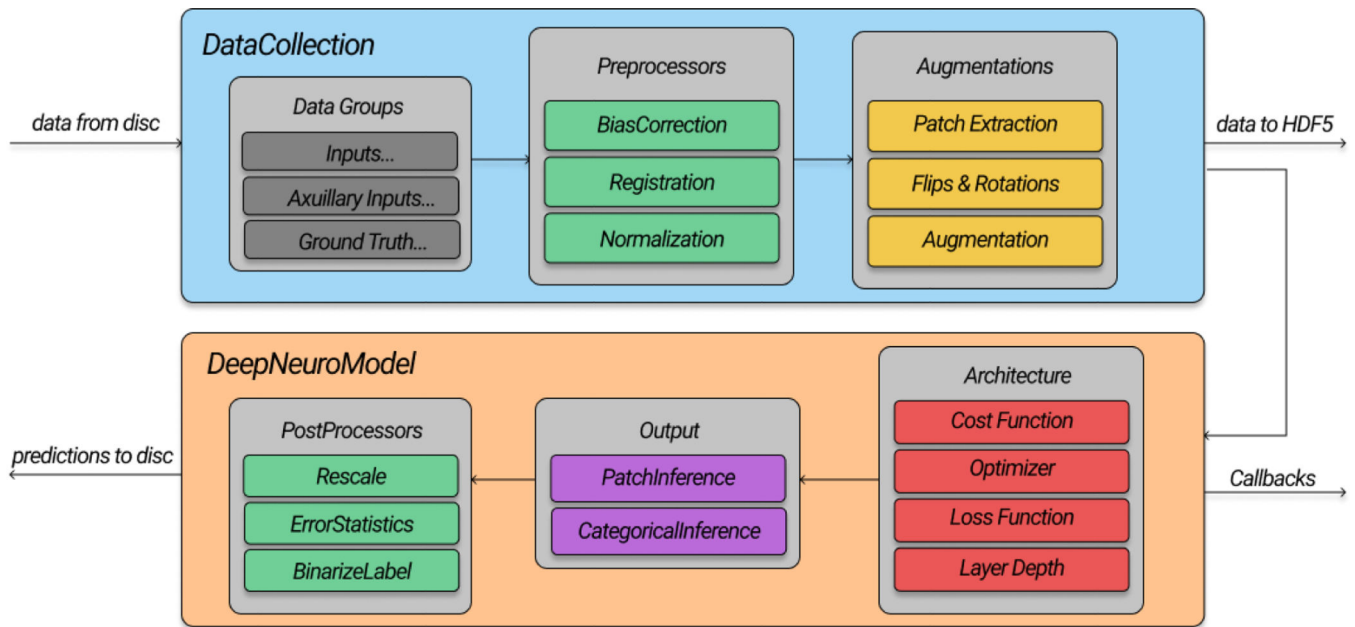 DataCollection
data from disc
Data Groups
Inputs...
Axuillary Inputs...
Ground Truth...
Preprocessors
BiasCorrection
Registration
Normalization
Augmentations
Patch Extraction
Flips & Rotations
Augmentation
data to HDF5
DeepNeuroModel
Architecture
Cost Function
Optimizer
Loss Function
Layer Depth
Callbacks
Output
PatchInference
CategoricalInference
PostProcessors
Rescale
ErrorStatistics
BinarizeLabel
predictions to disc